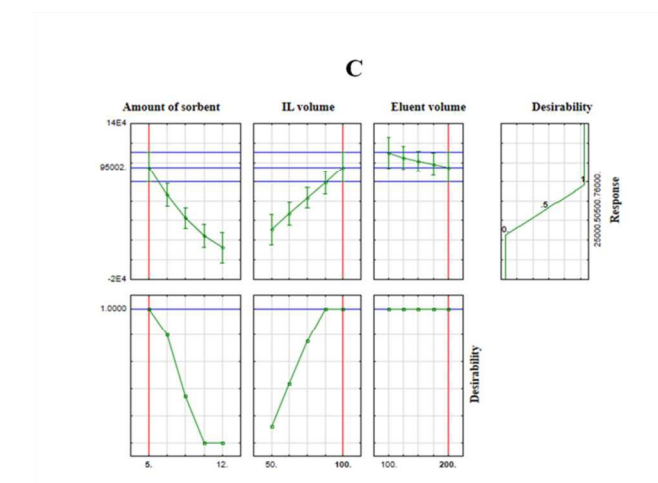 C
Amount of sorbent
IL volume
Eluent volume
Desirability
14E4
95002.
-2E4
0.
.5
1.
25000.50500.76000.
Response
1.0000
Desirability
5.
12.
50.
100.
100.
200.